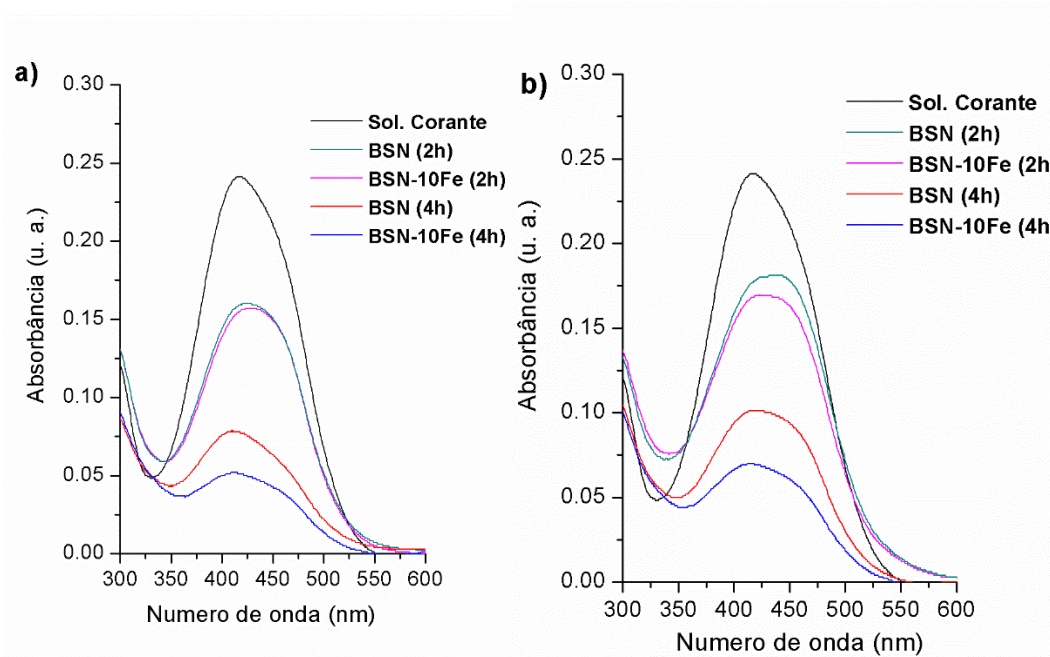 a)
0.30
0.25
0.20
0.15
0.10
0.05
0.00
Absorbância (u. a.)
Sol. Corante
BSN (2h)
BSN-10Fe (2h)
BSN (4h)
BSN-10Fe (4h)
300 350 400 450 500 550 600
Numero de onda (nm)
b)
0.30
0.25
0.20
0.15
0.10
0.05
0.00
Absorbância (u. a.)
Sol. Corante
BSN (2h)
BSN-10Fe (2h
BSN (4h)
BSN-10Fe (4h
300 350 400 450 500 550 600
Numero de onda (nm)